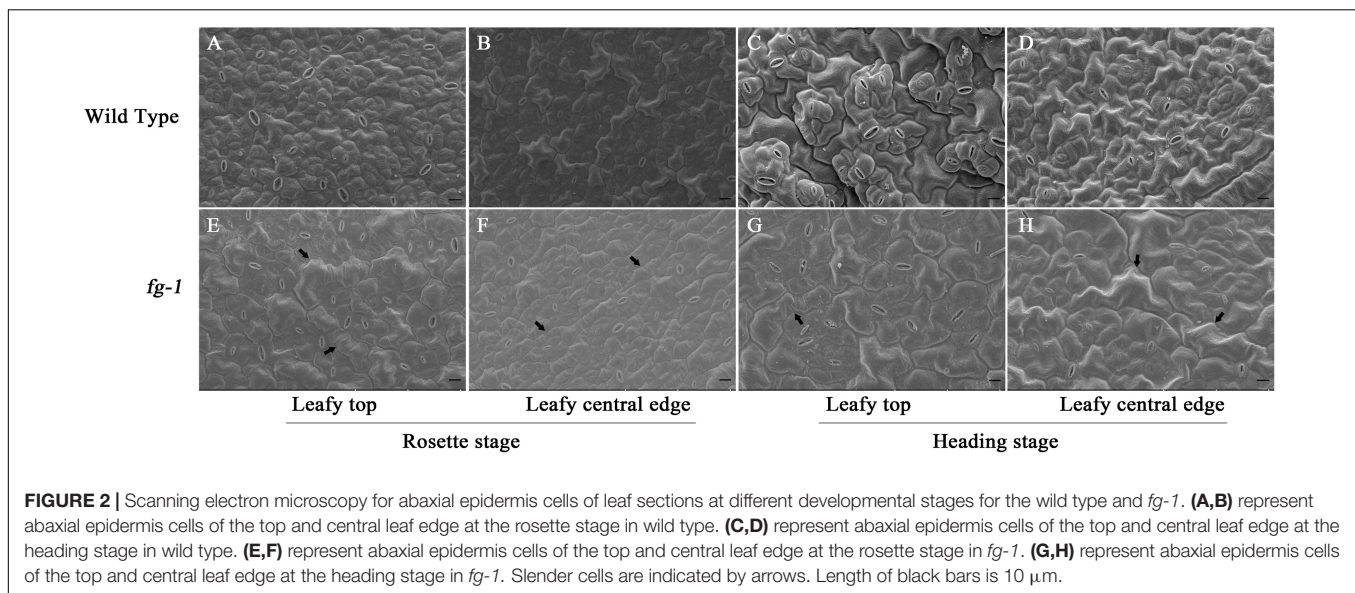 A B C D
Wild Type
E F G H
fg-1
Leafy top Leafy central edge Leafy top Leafy central edge
Rosette stage Heading stage
FIGURE 2 | Scanning electron microscopy for abaxial epidermis cells of leaf sections at different developmental stages for the wild type and fg-1. (A,B) represent
abaxial epidermis cells of the top and central leaf edge at the rosette stage in wild type. (C,D) represent abaxial epidermis cells of the top and central leaf edge at the
heading stage in wild type. (E,F) represent abaxial epidermis cells of the top and central leaf edge at the rosette stage in fg-1. (G,H) represent abaxial epidermis cells
of the top and central leaf edge at the heading stage in fg-1. Slender cells are indicated by arrows. Length of black bars is 10 μm.